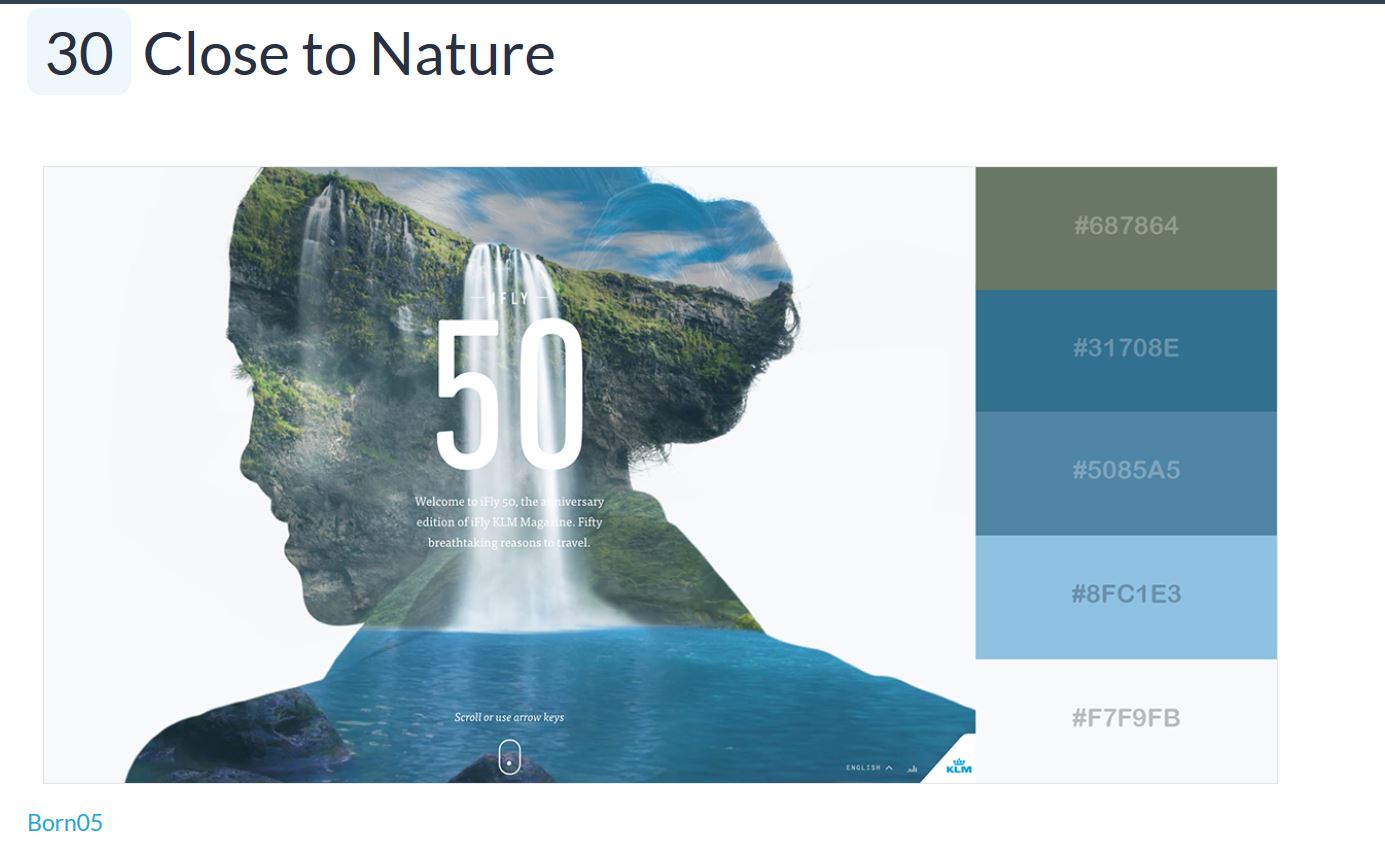 30 Close to Nature
IFLY
50
Welcome to iFly 50, the anniversary
edition of iFly KLM Magazine. Fifty
breathtaking reasons to travel.
Scroll or use arrow keys
ENGLISH
KLM
#687864
#31708E
#5085A5
#8FC1E3
#F7F9FB
Born05